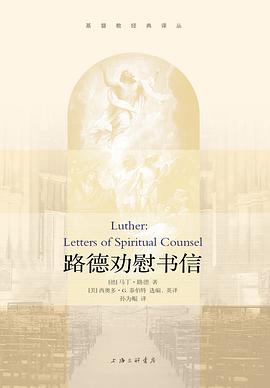 基督教经典译丛
Luther:
Letters of Spiritual Counsel
路德劝慰书信
[德] 马丁·路德 著
[美] 西奥多·G. 泰伯特 选编、英译
孙为鲲 译
上海三联书店